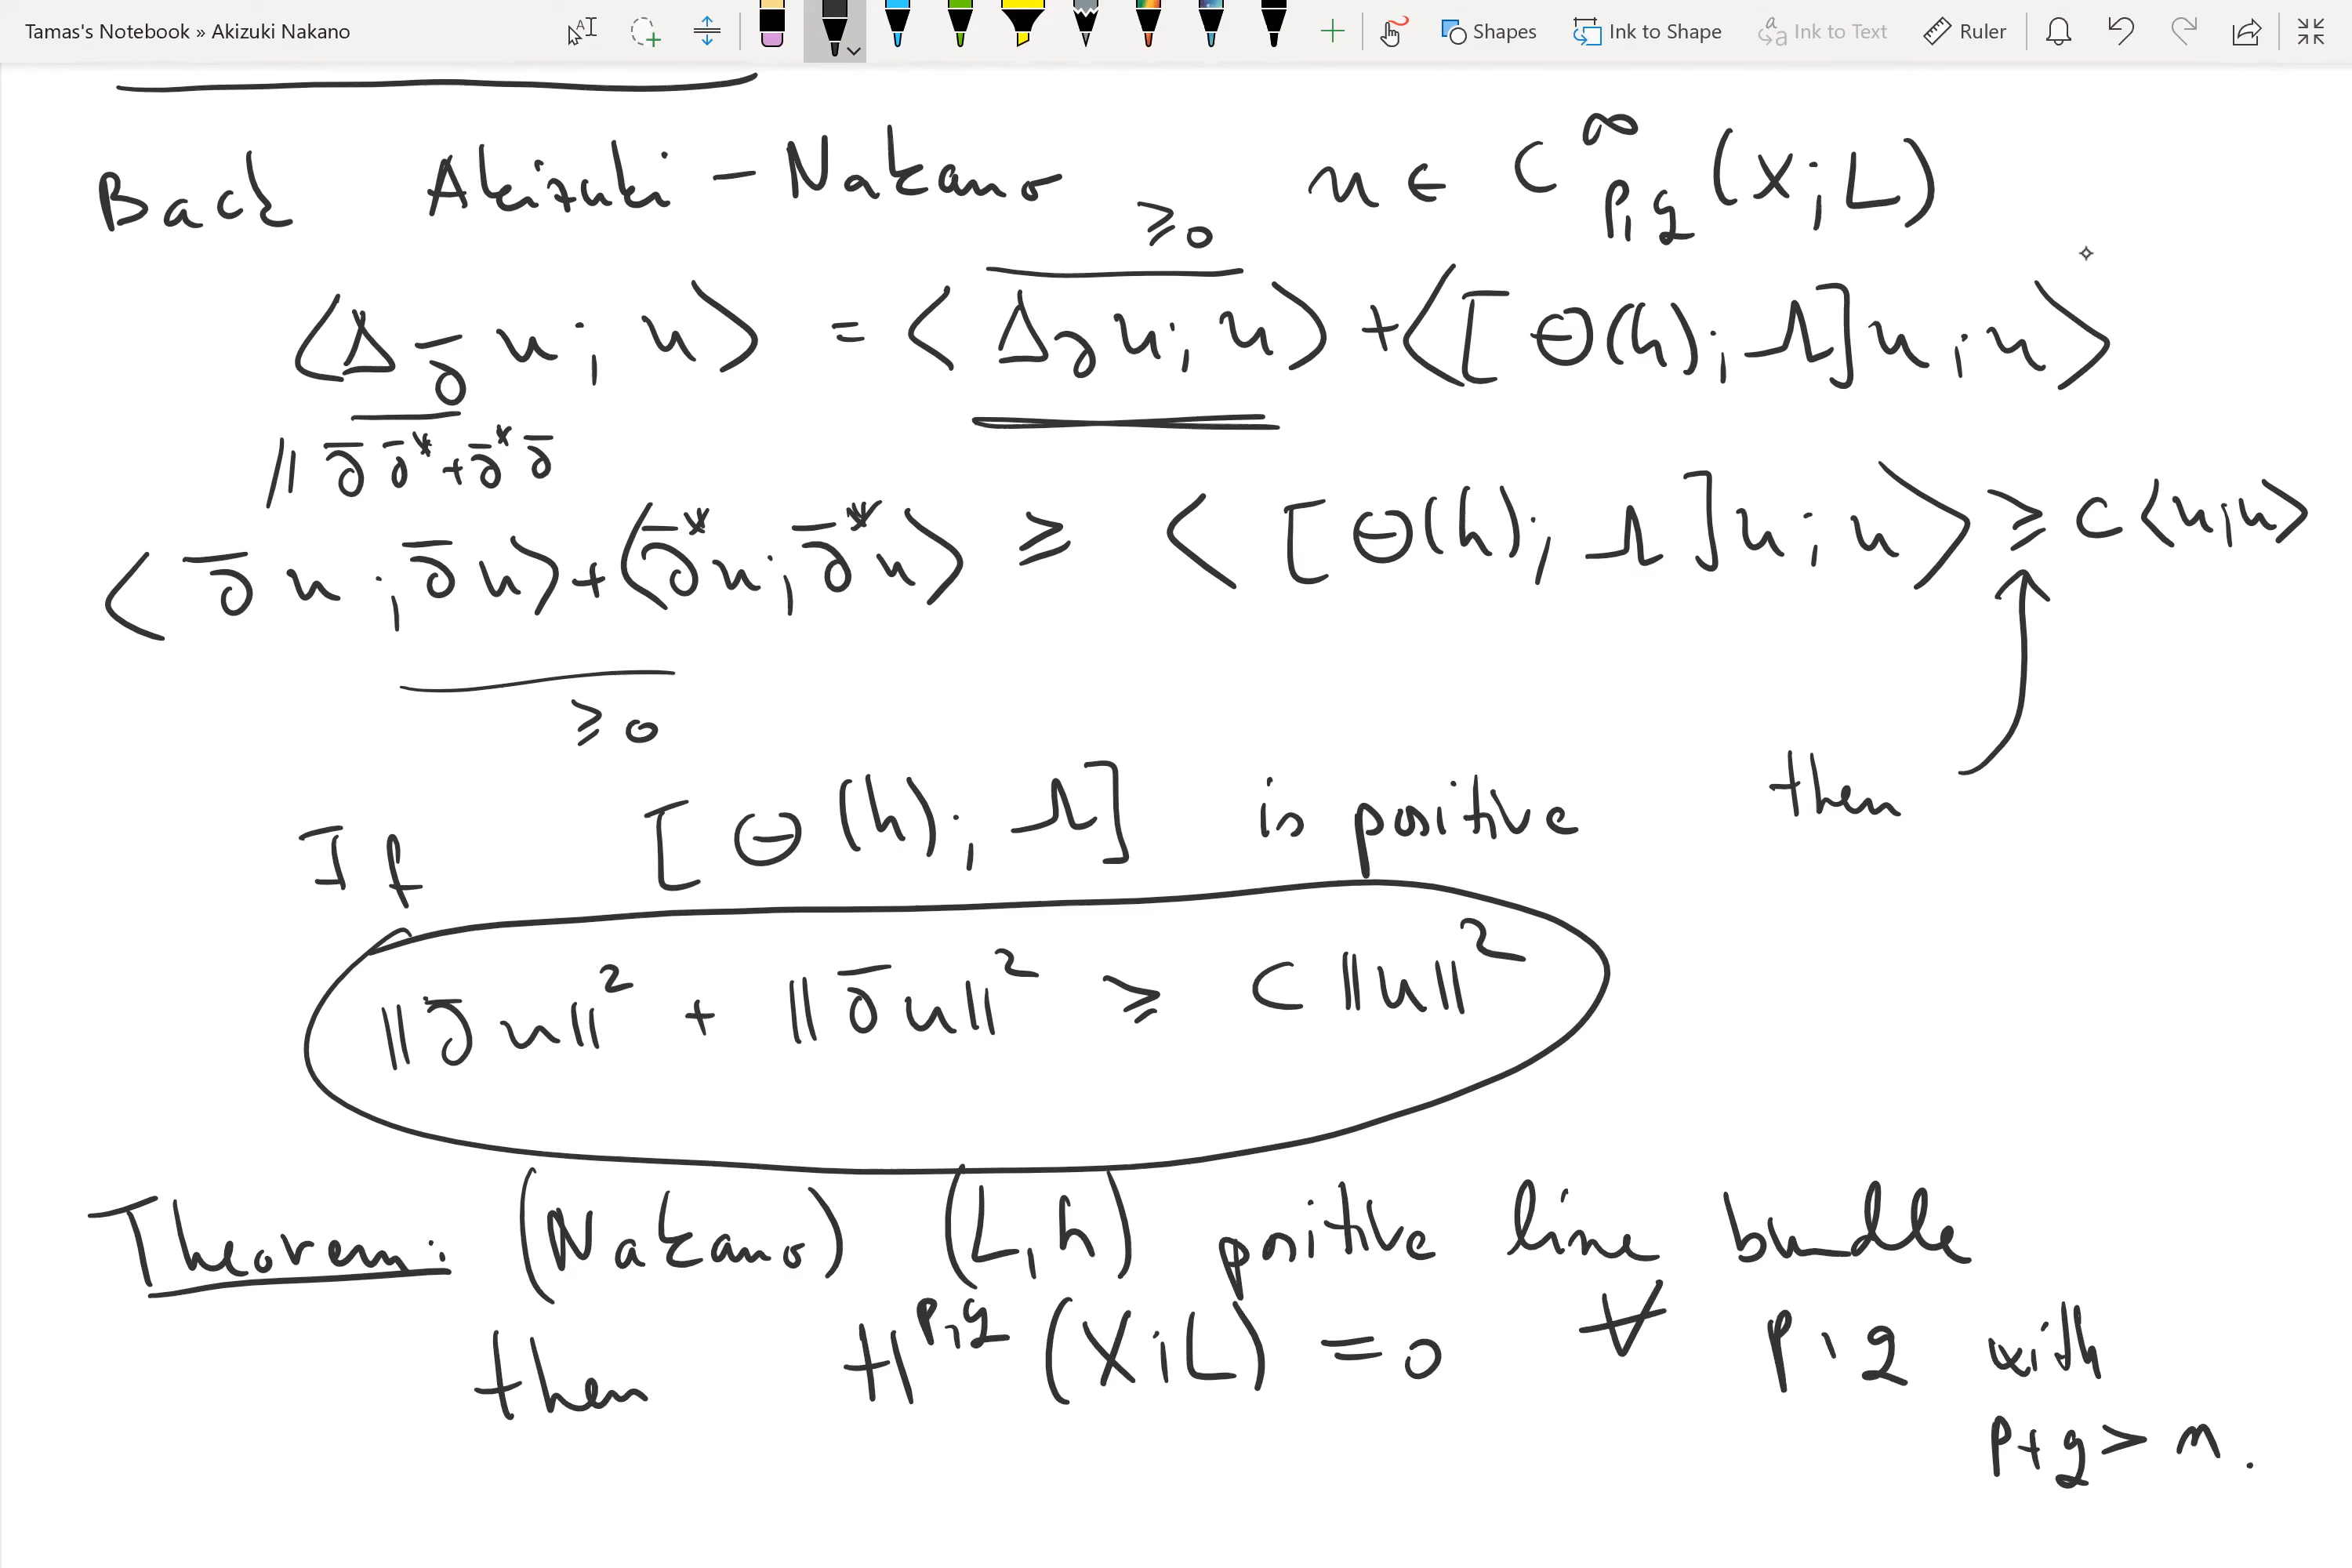 Tamas's Notebook » Akizuki Nakano Shapes Ink to Shape Ink to Text Ruler
Back Akizuki - Nakano u ∈ C^∞_{p,q}(X;L)
≥0
⟨Δ_∂̄ u; u⟩ = ⟨Δ_∂ u; u⟩ + ⟨[Θ(h); Λ]u; u⟩
∥ ∂̄ ∂̄* + ∂̄* ∂̄
⟨∂̄u; ∂̄u⟩ + ⟨∂̄*u; ∂̄*u⟩ ≥ ⟨[Θ(h); Λ]u; u⟩ ≥ C⟨u,u⟩
≥0
If [Θ(h); Λ] is positive then
‖∂̄u‖² + ‖∂̄u‖² ≥ C‖u‖²
Theorem: (Nakano) (L,h) positive line bundle
then H^{p,q}(X;L) = 0 ∀ p,q with
p+q > n.